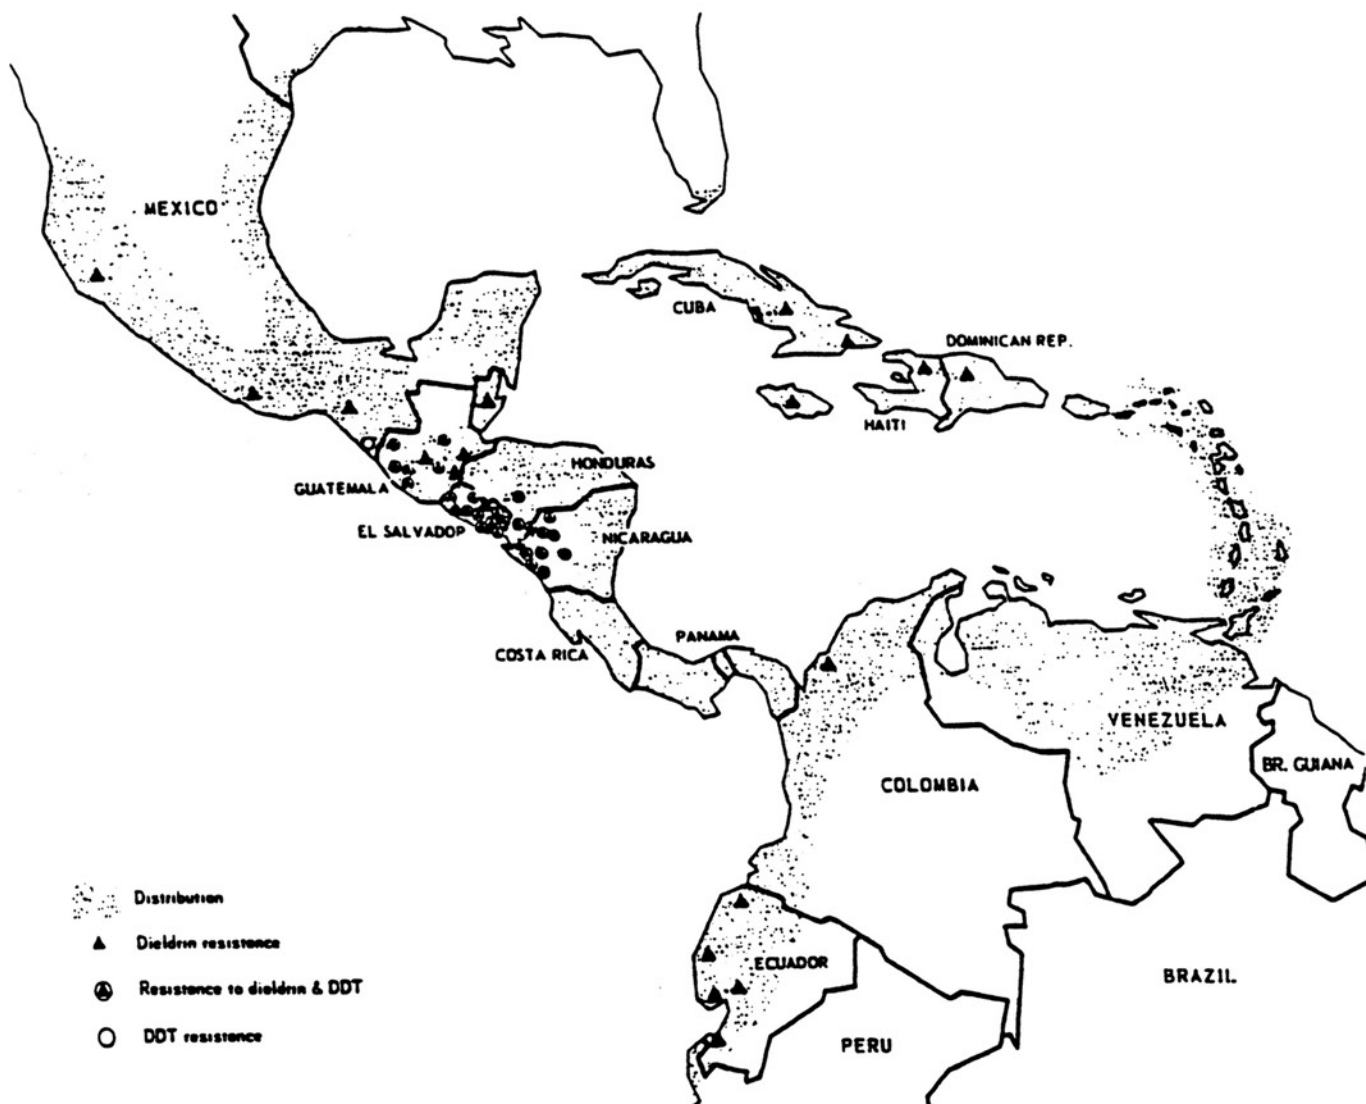 MEXICO
CUBA
DOMINICAN REP.
HAITI
HONDURAS
GUATEMALA
EL SALVADOR
NICARAGUA
PANAMA
COSTA RICA
VENEZUELA
BR. GUIANA
COLOMBIA
ECUADOR
BRAZIL
PERU
Distribution
Dieldrin resistance
Resistance to dieldrin & DDT
DDT resistance